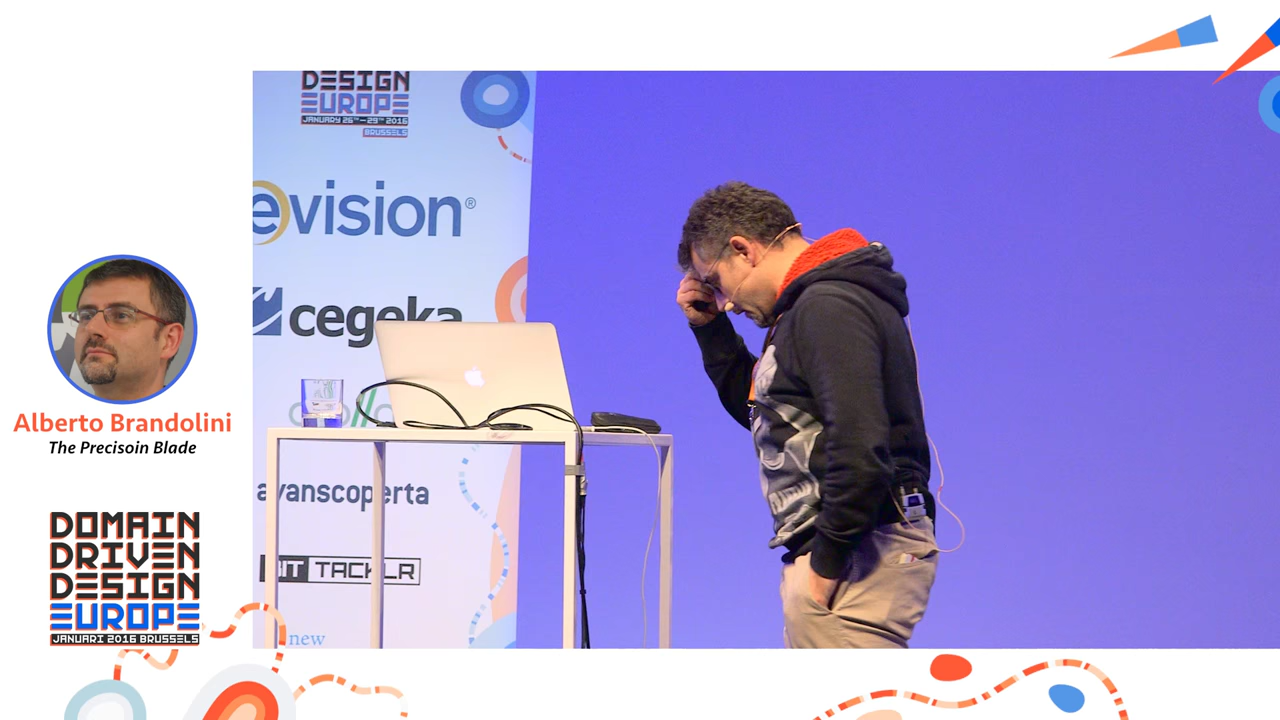 DESIGN
EUROPE
JANUARY 26TH-29TH 2016
BRUSSELS
evision®
cegeka
avanscoperta
TACKLR
new
Alberto Brandolini
The Precisoin Blade
DOMAIN
DRIVEN
DESIGN
EUROPE
JANUARI 2016 BRUSSELS